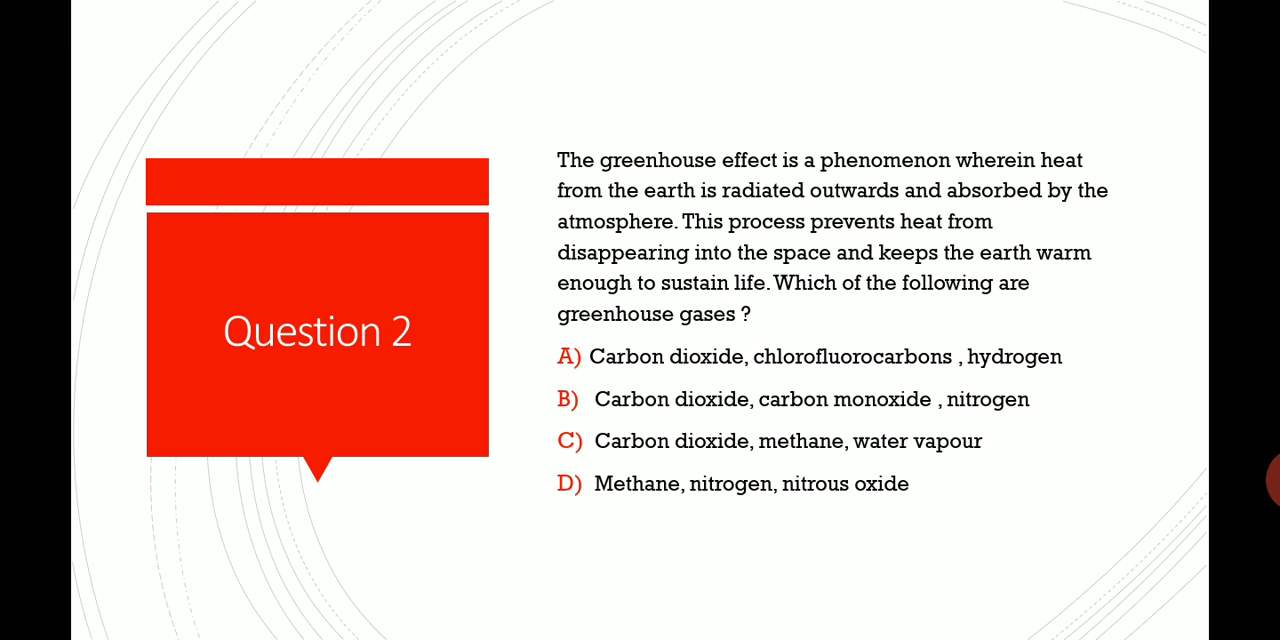 Question 2
The greenhouse effect is a phenomenon wherein heat
from the earth is radiated outwards and absorbed by the
atmosphere. This process prevents heat from
disappearing into the space and keeps the earth warm
enough to sustain life. Which of the following are
greenhouse gases ?
A) Carbon dioxide, chlorofluorocarbons , hydrogen
B) Carbon dioxide, carbon monoxide , nitrogen
C) Carbon dioxide, methane, water vapour
D) Methane, nitrogen, nitrous oxide